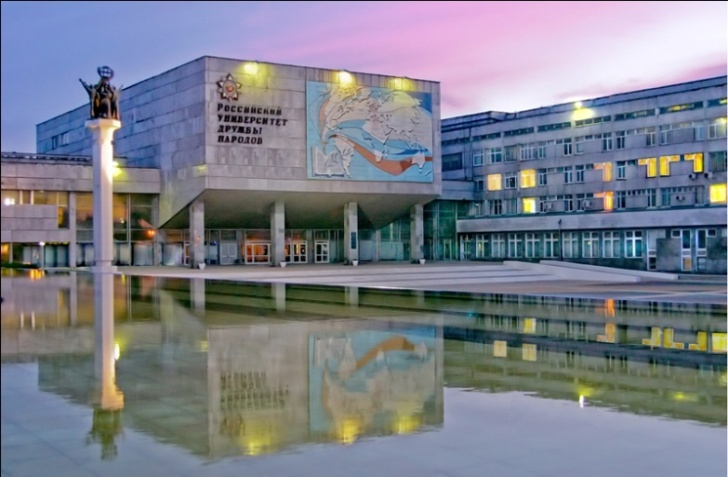 Российский
Университет
дружбы
народов